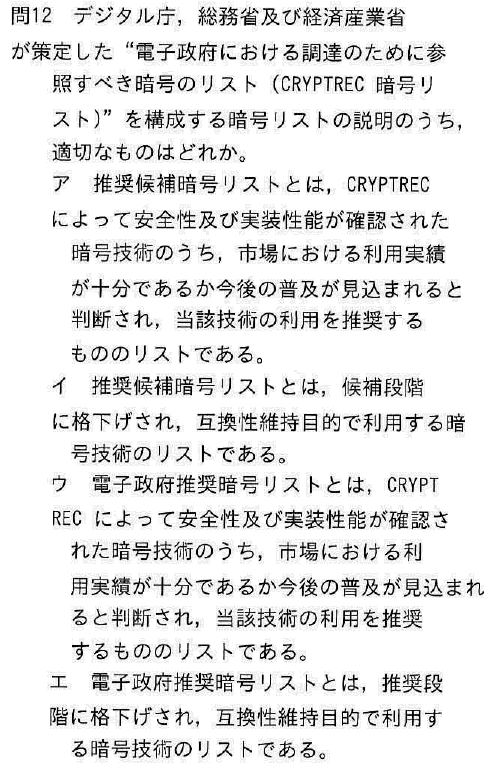 問12 デジタル庁，総務省及び経済産業省
が策定した“電子政府における調達のために参
照すべき暗号のリスト（CRYPTREC 暗号リ
スト）”を構成する暗号リストの説明のうち，
適切なものはどれか。
ア 推奨候補暗号リストとは，CRYPTREC
によって安全性及び実装性能が確認された
暗号技術のうち，市場における利用実績
が十分であるか今後の普及が見込まれると
判断され，当該技術の利用を推奨する
もののリストである。
イ 推奨候補暗号リストとは，候補段階
に格下げされ，互換性維持目的で利用する暗
号技術のリストである。
ウ 電子政府推奨暗号リストとは，CRYPT
REC によって安全性及び実装性能が確認さ
れた暗号技術のうち，市場における利
用実績が十分であるか今後の普及が見込まれ
ると判断され，当該技術の利用を推奨
するもののリストである。
エ 電子政府推奨暗号リストとは，推奨段
階に格下げされ，互換性維持目的で利用す
る暗号技術のリストである。